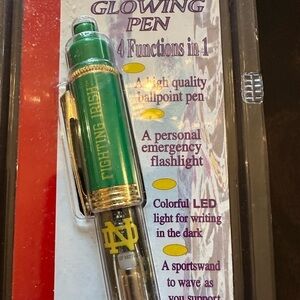 GLOWING
PEN
4 Functions in 1
A high quality
ballpoint pen
A personal
emergency
flashlight
Colorful LED
light for writing
in the dark
A sportswand
to wave as
you support
FIGHTING IRISH
ND